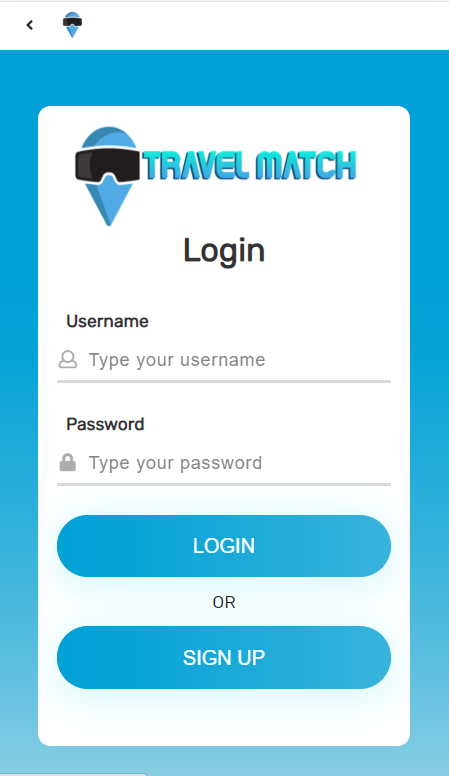 TRAVEL MATCH
Login
Username
Type your username
Password
Type your password
LOGIN
OR
SIGN UP